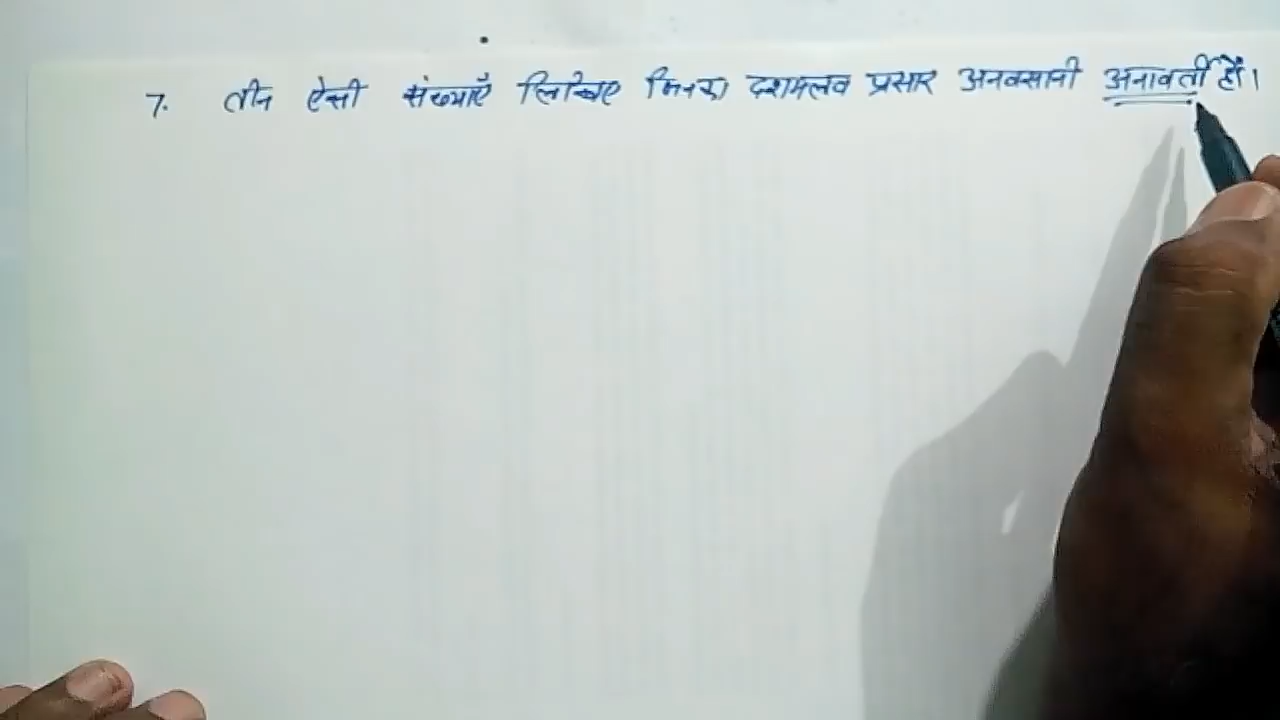 7. तीन ऐसी संख्याएँ लिखिए जिनका दशमलव प्रसार अनवसानी अनावर्ती हों।